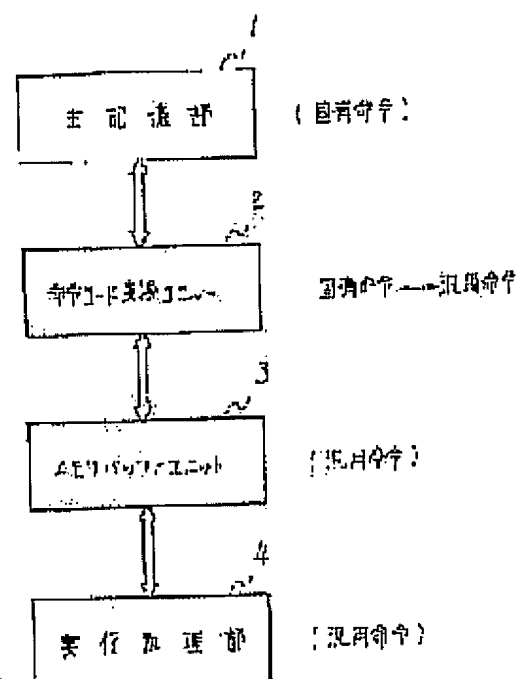 1
主記憶部
(固有命令)
2
命令コード変換ユニット
固有命令→汎用命令
3
メモリバッファユニット
(汎用命令)
4
実行処理部
(汎用命令)